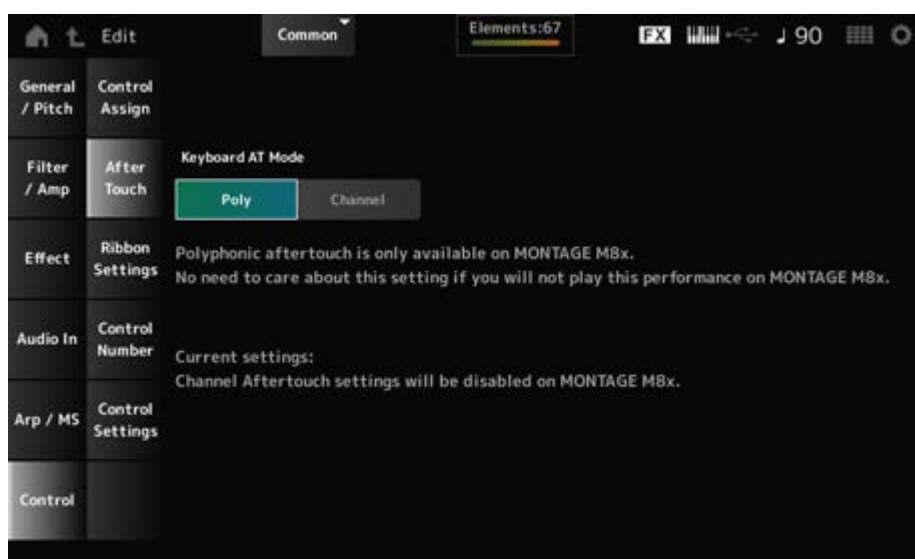 Edit
Common
Elements:67
FX
♩ 90
General
/ Pitch
Control
Assign
Filter
/ Amp
After
Touch
Keyboard AT Mode
Poly
Channel
Effect
Ribbon
Settings
Polyphonic aftertouch is only available on MONTAGE M8x.
No need to care about this setting if you will not play this performance on MONTAGE M8x.
Audio In
Control
Number
Current settings:
Channel Aftertouch settings will be disabled on MONTAGE M8x.
Arp / MS
Control
Settings
Control